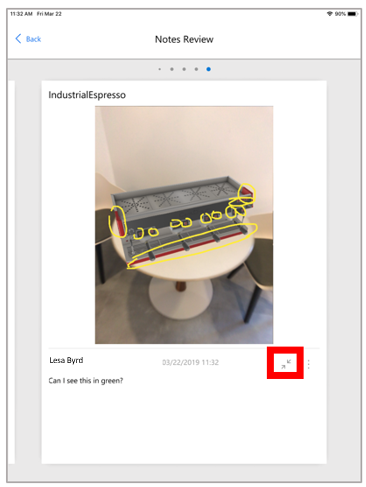 11:32 AM Fri Mar 22
90%
Back
Notes Review
IndustrialEspresso
Lesa Byrd
03/22/2019 11:32
Can I see this in green?